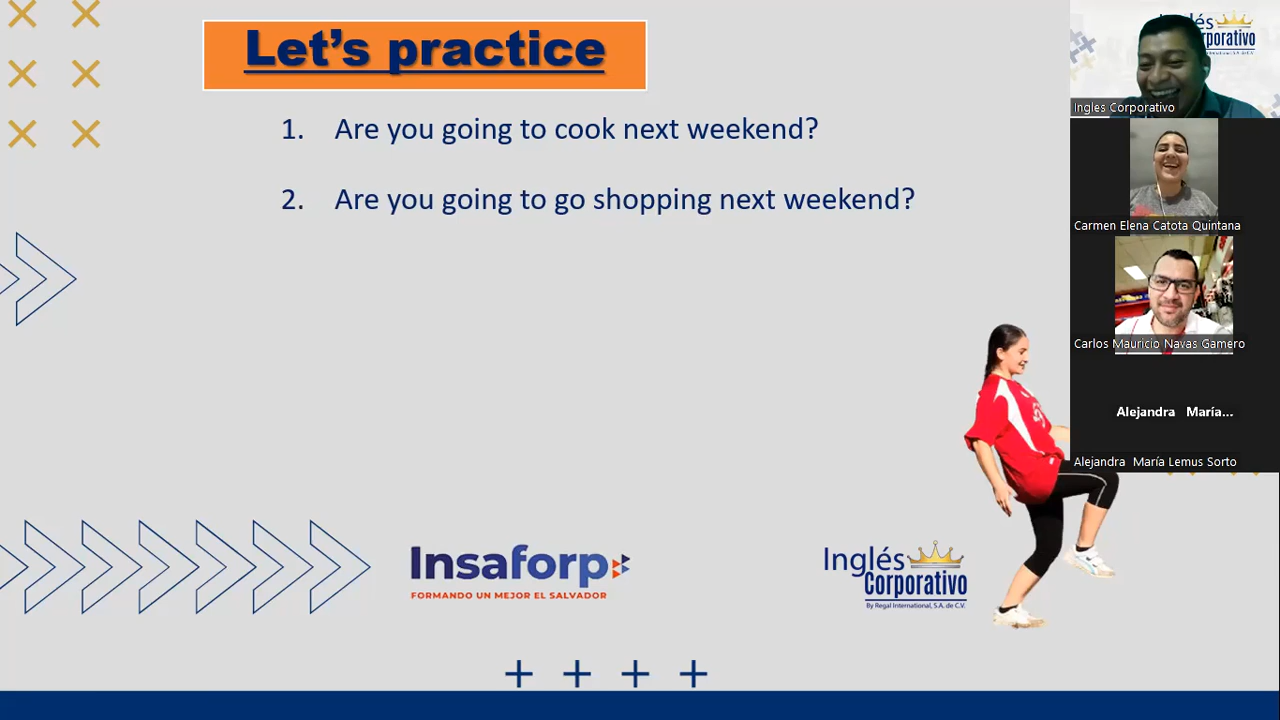 Let's practice
1. Are you going to cook next weekend?
2. Are you going to go shopping next weekend?
Insaforp
FORMANDO UN MEJOR EL SALVADOR
Inglés
Corporativo
By Regal International, S.A. de C.V.
Inglés
Corporativo
Ingles Corporativo
Carmen Elena Catota Quintana
Carlos Mauricio Navas Gamero
Alejandra María...
Alejandra María Lemus Sorto